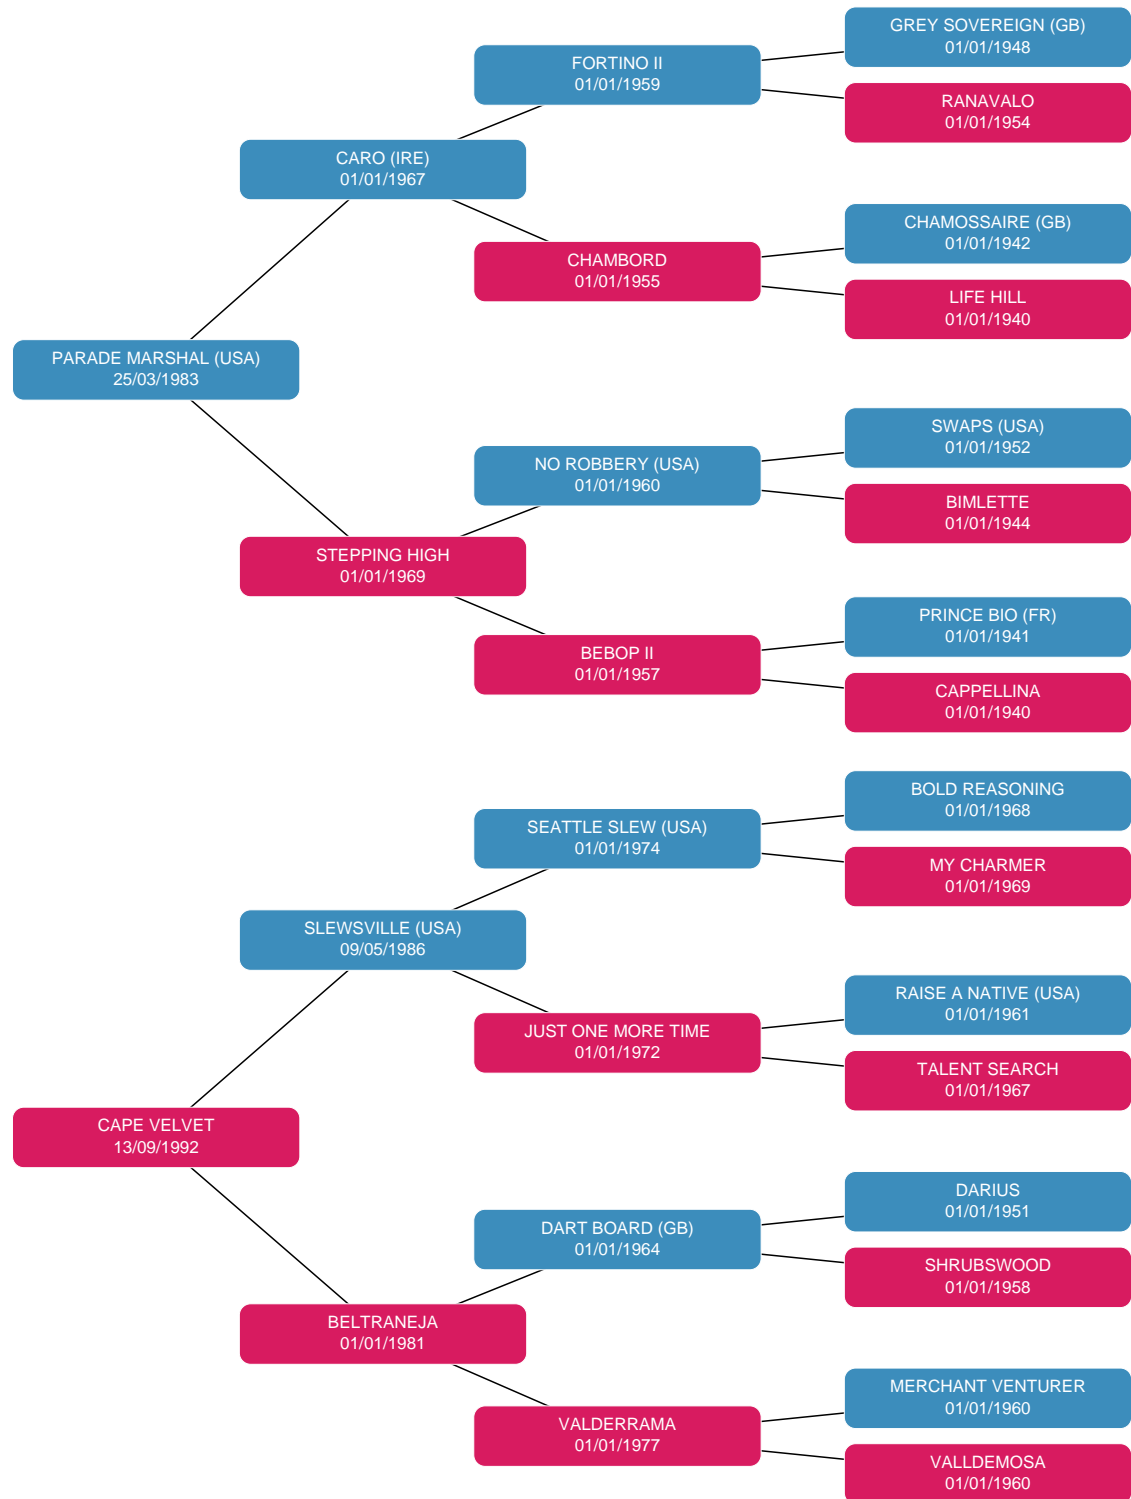 GREY SOVEREIGN (GB)
01/01/1948
FORTINO II
01/01/1959
RANAVALO
01/01/1954
CARO (IRE)
01/01/1967
CHAMOSSAIRE (GB)
01/01/1942
CHAMBORD
01/01/1955
LIFE HILL
01/01/1940
PARADE MARSHAL (USA)
25/03/1983
SWAPS (USA)
01/01/1952
NO ROBBERY (USA)
01/01/1960
BIMLETTE
01/01/1944
STEPPING HIGH
01/01/1969
PRINCE BIO (FR)
01/01/1941
BEBOP II
01/01/1957
CAPPELLINA
01/01/1940
BOLD REASONING
01/01/1968
SEATTLE SLEW (USA)
01/01/1974
MY CHARMER
01/01/1969
SLEWSVILLE (USA)
09/05/1986
RAISE A NATIVE (USA)
01/01/1961
JUST ONE MORE TIME
01/01/1972
TALENT SEARCH
01/01/1967
CAPE VELVET
13/09/1992
DARIUS
01/01/1951
DART BOARD (GB)
01/01/1964
SHRUBSWOOD
01/01/1958
BELTRANEJA
01/01/1981
MERCHANT VENTURER
01/01/1960
VALDERRAMA
01/01/1977
VALLDEMOSA
01/01/1960